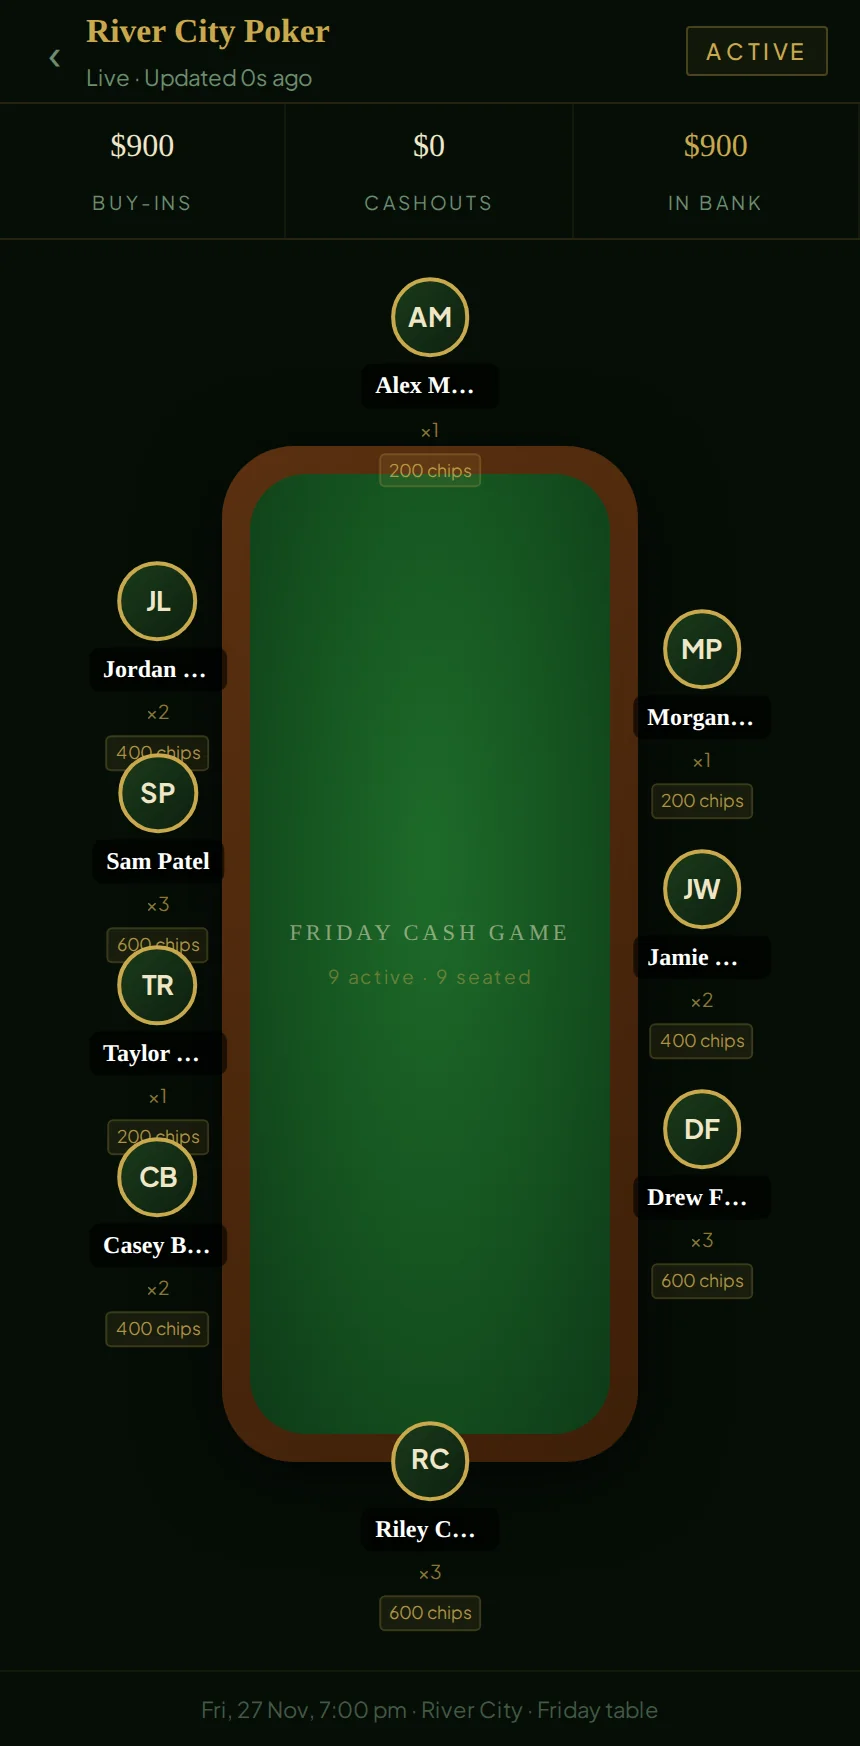 River City Poker
Live · Updated 0s ago
ACTIVE
$900
BUY-INS
$0
CASHOUTS
$900
IN BANK
AM
Alex M…
×1
200 chips
JL
Jordan …
×2
400 chips
MP
Morgan…
×1
200 chips
SP
Sam Patel
×3
600 chips
JW
Jamie …
×2
400 chips
FRIDAY CASH GAME
9 active · 9 seated
TR
Taylor …
×1
200 chips
DF
Drew F…
×3
600 chips
CB
Casey B…
×2
400 chips
RC
Riley C…
×3
600 chips
Fri, 27 Nov, 7:00 pm · River City · Friday table